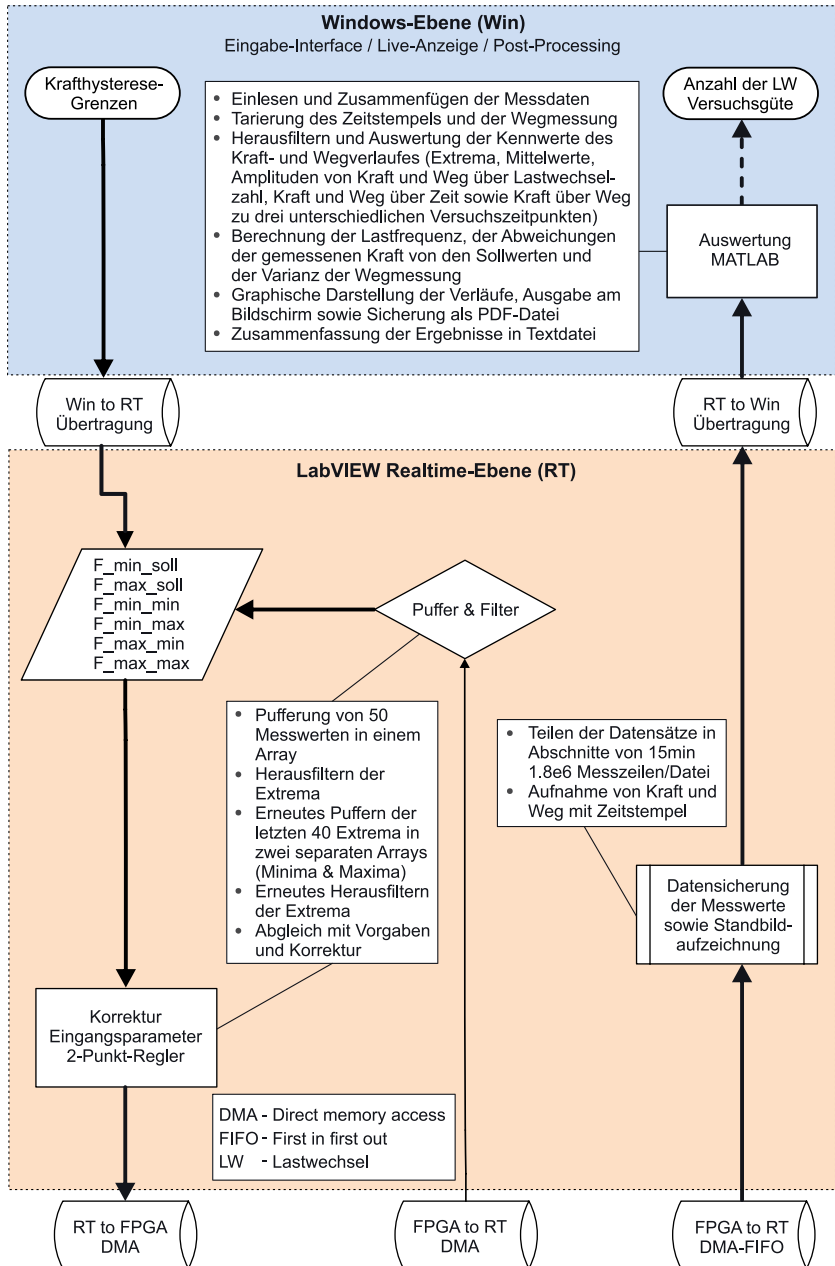 Windows-Ebene (Win)
Eingabe-Interface / Live-Anzeige / Post-Processing
Krafthysterese-
Grenzen
• Einlesen und Zusammenfügen der Messdaten
• Tarierung des Zeitstempels und der Wegmessung
• Herausfiltern und Auswertung der Kennwerte des
Kraft- und Wegverlaufes (Extrema, Mittelwerte,
Amplituden von Kraft und Weg über Lastwechsel-
zahl, Kraft und Weg über Zeit sowie Kraft über Weg
zu drei unterschiedlichen Versuchszeitpunkten)
• Berechnung der Lastfrequenz, der Abweichungen
der gemessenen Kraft von den Sollwerten und
der Varianz der Wegmessung
• Graphische Darstellung der Verläufe, Ausgabe am
Bildschirm sowie Sicherung als PDF-Datei
• Zusammenfassung der Ergebnisse in Textdatei
Anzahl der LW
Versuchsgüte
Auswertung
MATLAB
Win to RT
Übertragung
RT to Win
Übertragung
LabVIEW Realtime-Ebene (RT)
F_min_soll
F_max_soll
F_min_min
F_min_max
F_max_min
F_max_max
Puffer & Filter
• Pufferung von 50
Messwerten in einem
Array
• Herausfiltern der
Extrema
• Erneutes Puffern der
letzten 40 Extrema in
zwei separaten Arrays
(Minima & Maxima)
• Erneutes Herausfiltern
der Extrema
• Abgleich mit Vorgaben
und Korrektur
• Teilen der Datensätze in
Abschnitte von 15min
1.8e6 Messzeilen/Datei
• Aufnahme von Kraft und
Weg mit Zeitstempel
Datensicherung
der Messwerte
sowie Standbild-
aufzeichnung
Korrektur
Eingangsparameter
2-Punkt-Regler
DMA - Direct memory access
FIFO - First in first out
LW - Lastwechsel
RT to FPGA
DMA
FPGA to RT
DMA
FPGA to RT
DMA-FIFO